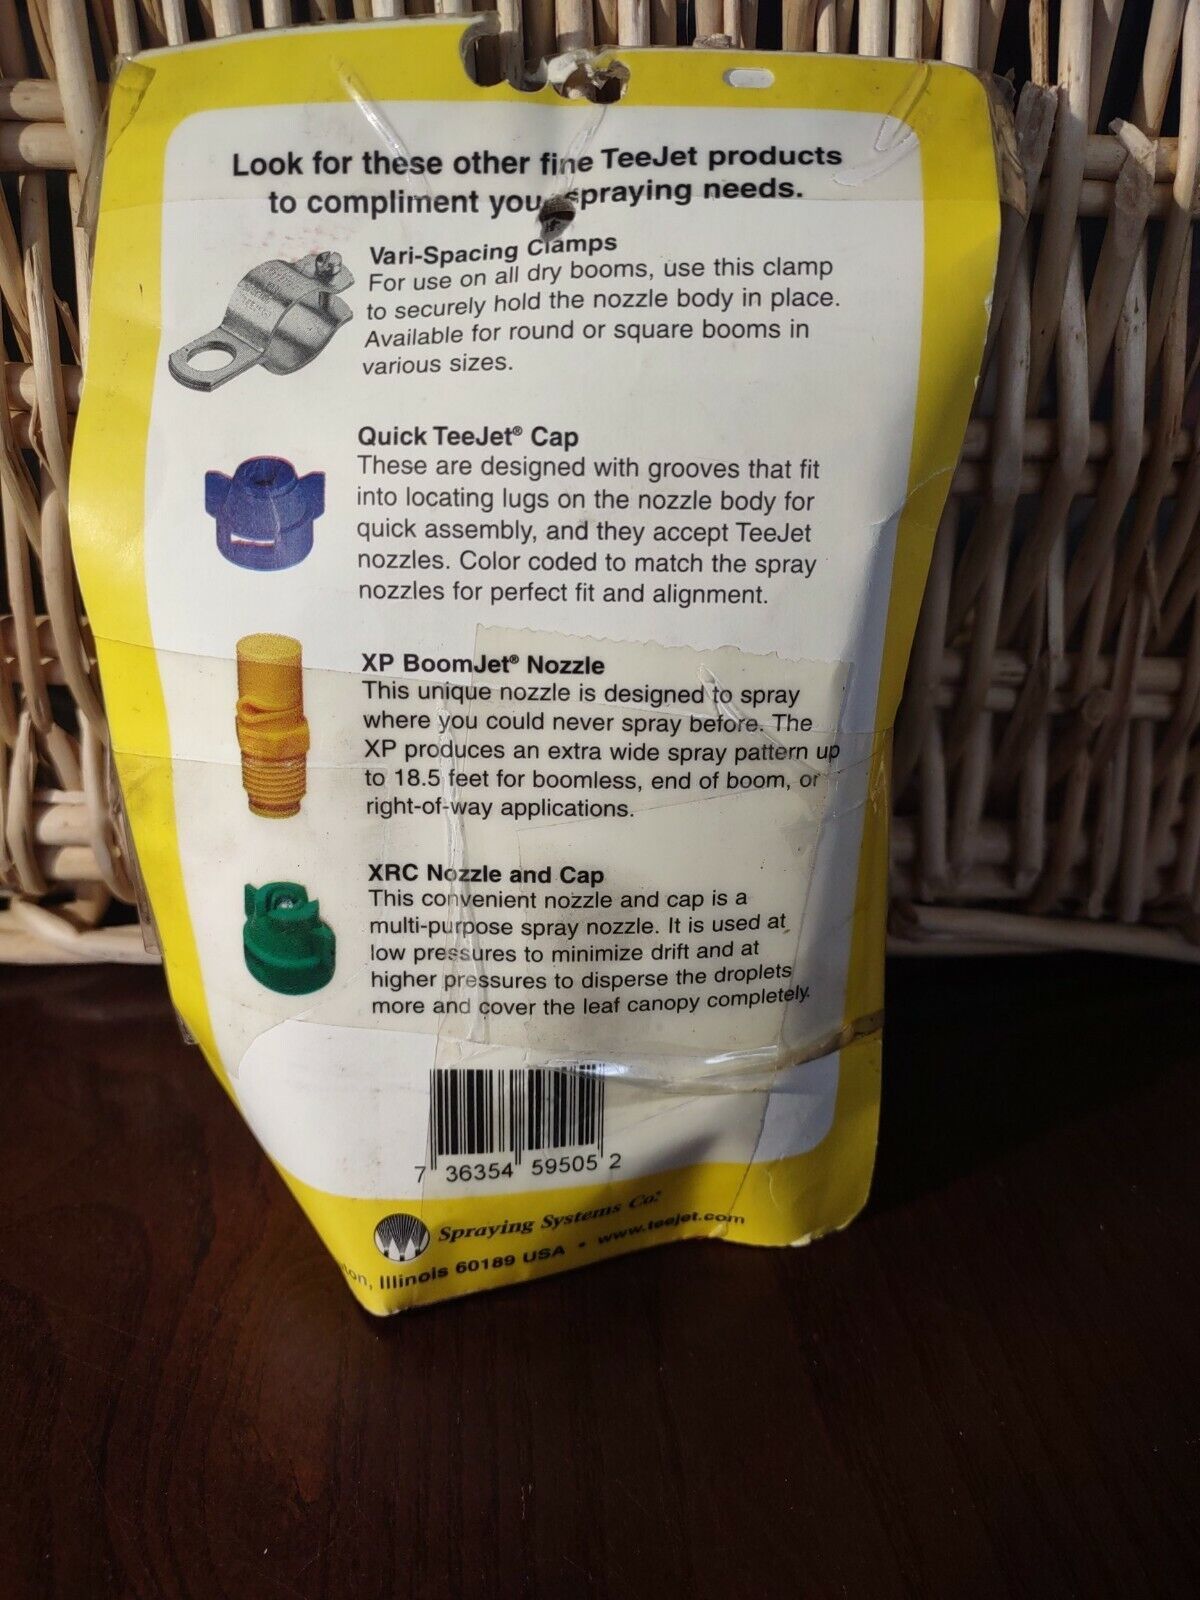 Look for these other fine TeeJet products
to compliment you spraying needs.
Vari-Spacing Clamps
For use on all dry booms, use this clamp
to securely hold the nozzle body in place.
Available for round or square booms in
various sizes.
Quick TeeJet® Cap
These are designed with grooves that fit
into locating lugs on the nozzle body for
quick assembly, and they accept TeeJet
nozzles. Color coded to match the spray
nozzles for perfect fit and alignment.
XP BoomJet® Nozzle
This unique nozzle is designed to spray
where you could never spray before. The
XP produces an extra wide spray pattern up
to 18.5 feet for boomless, end of boom, or
right-of-way applications.
XRC Nozzle and Cap
This convenient nozzle and cap is a
multi-purpose spray nozzle. It is used at
low pressures to minimize drift and at
higher pressures to disperse the droplets
more and cover the leaf canopy completely.
7 36354 59505 2
Spraying Systems Co.®
ton, Illinois 60189 USA • www.teejet.com